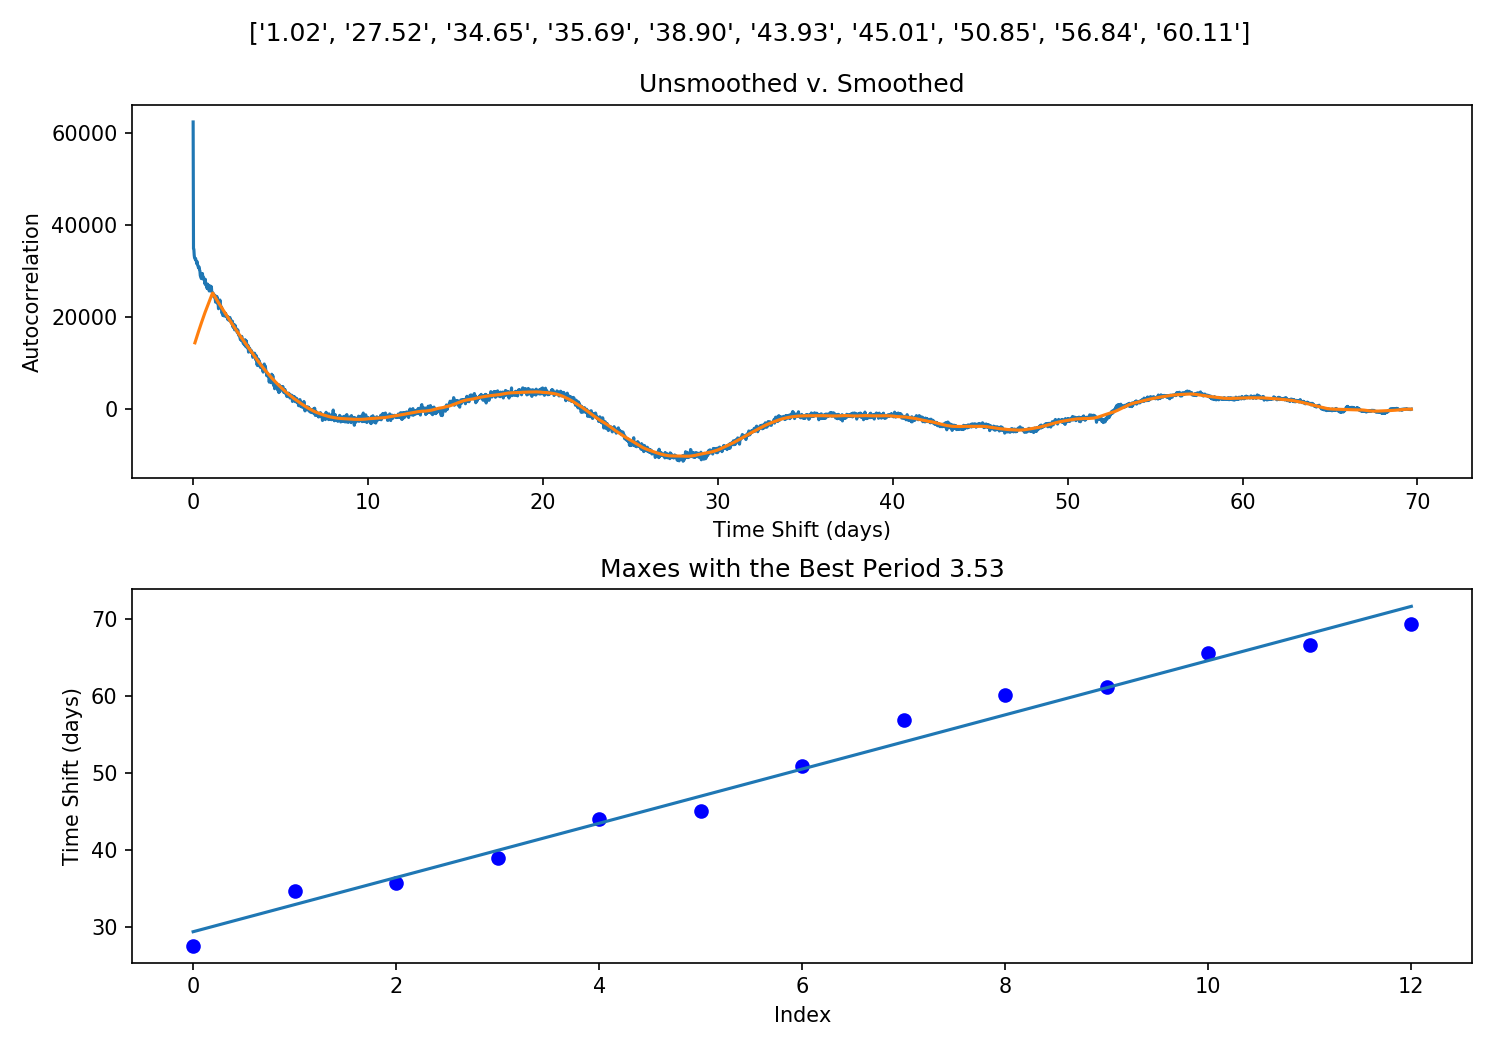 ['1.02', '27.52', '34.65', '35.69', '38.90', '43.93', '45.01', '50.85', '56.84', '60.11']
Unsmoothed v. Smoothed
Autocorrelation
60000
40000
20000
0
0 10 20 30 40 50 60 70
Time Shift (days)
Maxes with the Best Period 3.53
Time Shift (days)
70
60
50
40
30
0 2 4 6 8 10 12
Index